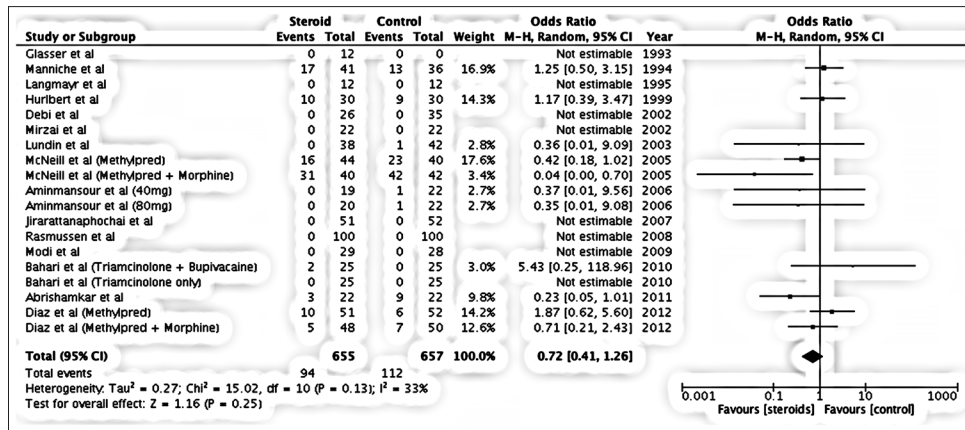 Steroid Control Odds Ratio Odds Ratio
Study or Subgroup Events Total Events Total Weight M-H, Random, 95% CI Year M-H, Random, 95% CI
Glasser et al 0 12 0 0 Not estimable 1993
Manniche et al 17 41 13 36 16.9% 1.25 [0.50, 3.15] 1994
Langmayr et al 0 12 0 12 Not estimable 1995
Hurlbert et al 10 30 9 30 14.3% 1.17 [0.39, 3.47] 1999
Debi et al 0 26 0 35 Not estimable 2002
Mirzai et al 0 22 0 22 Not estimable 2002
Lundin et al 0 38 1 42 2.8% 0.36 [0.01, 9.09] 2003
McNeill et al (Methylpred) 16 44 23 40 17.6% 0.42 [0.18, 1.02] 2005
McNeill et al (Methylpred + Morphine) 31 40 42 42 3.4% 0.04 [0.00, 0.70] 2005
Aminmansour et al (40mg) 0 19 1 22 2.7% 0.37 [0.01, 9.56] 2006
Aminmansour et al (80mg) 0 20 1 22 2.7% 0.35 [0.01, 9.08] 2006
Jirarattanaphochai et al 0 51 0 52 Not estimable 2007
Rasmussen et al 0 100 0 100 Not estimable 2008
Modi et al 0 29 0 28 Not estimable 2009
Bahari et al (Triamcinolone + Bupivacaine) 2 25 0 25 3.0% 5.43 [0.25, 118.96] 2010
Bahari et al (Triamcinolone only) 0 25 0 25 Not estimable 2010
Abrishamkar et al 3 22 9 22 9.8% 0.23 [0.05, 1.01] 2011
Diaz et al (Methylpred) 10 51 6 52 14.2% 1.87 [0.62, 5.60] 2012
Diaz et al (Methylpred + Morphine) 5 48 7 50 12.6% 0.71 [0.21, 2.43] 2012
Total (95% CI) 655 657 100.0% 0.72 [0.41, 1.26]
Total events 94 112
Heterogeneity: Tau² = 0.27; Chi² = 15.02, df = 10 (P = 0.13); I² = 33%
Test for overall effect: Z = 1.16 (P = 0.25)
0.001 0.1 1 10 1000
Favours [steroids] Favours [control]